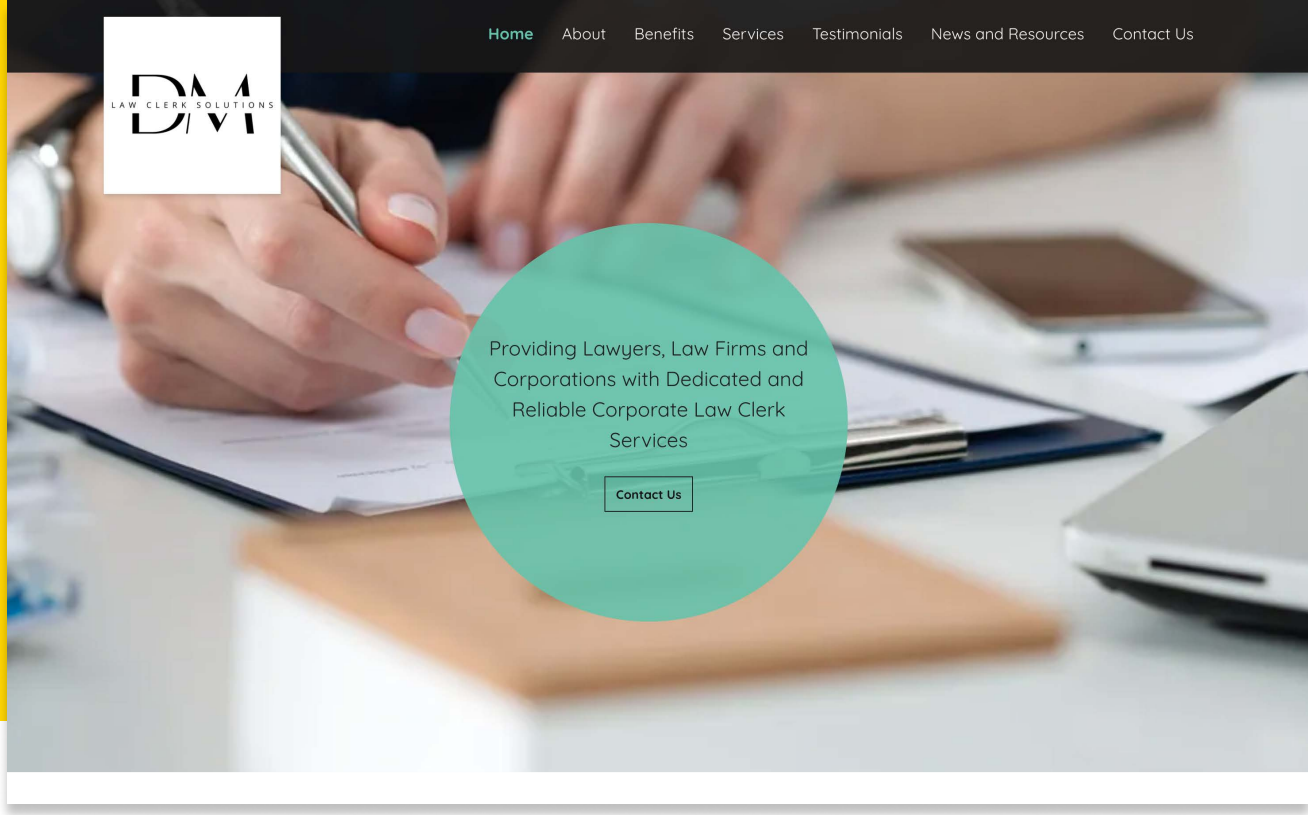 Home About Benefits Services Testimonials News and Resources Contact Us
DM
LAW CLERK SOLUTIONS
Providing Lawyers, Law Firms and
Corporations with Dedicated and
Reliable Corporate Law Clerk
Services
Contact Us